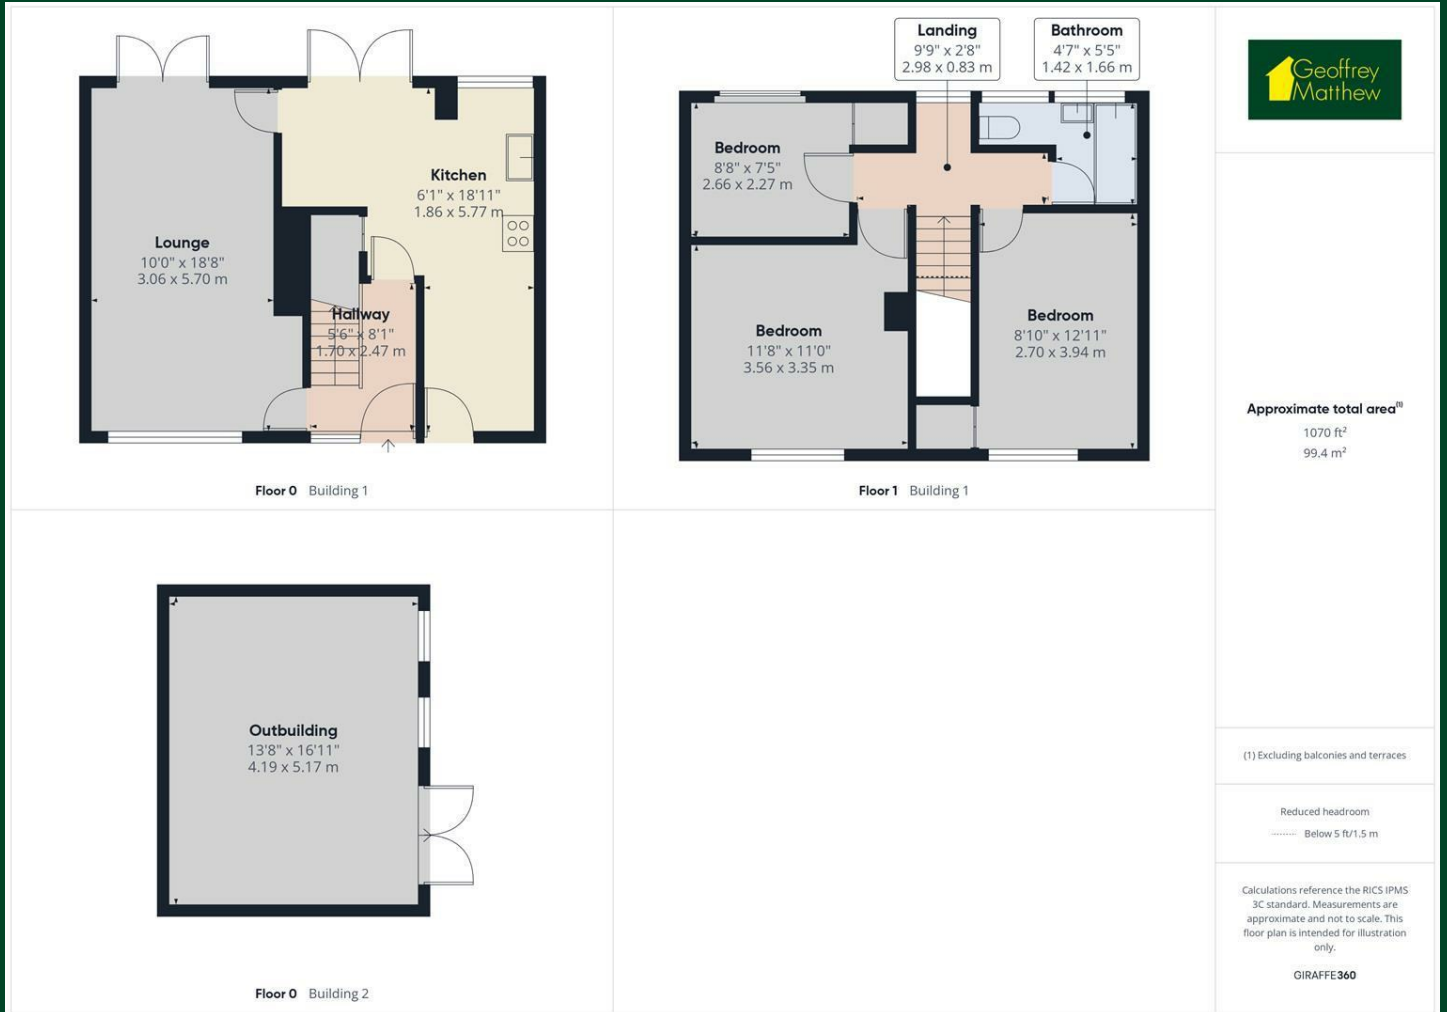 Lounge
10'0" x 18'8"
3.06 x 5.70 m
Kitchen
6'1" x 18'11"
1.86 x 5.77 m
Hallway
5'6" x 8'1"
1.70 x 2.47 m
Floor 0 Building 1
Landing
9'9" x 2'8"
2.98 x 0.83 m
Bathroom
4'7" x 5'5"
1.42 x 1.66 m
Bedroom
8'8" x 7'5"
2.66 x 2.27 m
Bedroom
11'8" x 11'0"
3.56 x 3.35 m
Bedroom
8'10" x 12'11"
2.70 x 3.94 m
Floor 1 Building 1
Outbuilding
13'8" x 16'11"
4.19 x 5.17 m
Floor 0 Building 2
Geoffrey
Matthew
Approximate total area(1)
1070 ft²
99.4 m²
(1) Excluding balconies and terraces
Reduced headroom
Below 5 ft/1.5 m
Calculations reference the RICS IPMS
3C standard. Measurements are
approximate and not to scale. This
floor plan is intended for illustration
only.
GIRAFFE360